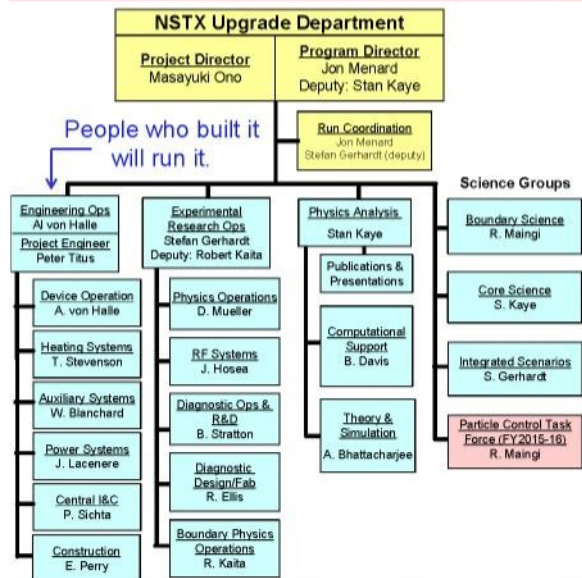 NSTX Upgrade Department
Project Director
Masayuki Ono
Program Director
Jon Menard
Deputy: Stan Kaye
People who built it
will run it.
Run Coordination
Jon Menard
Stefan Gerhardt (deputy)
Engineering Ops
Al von Halle
Project Engineer
Peter Titus
Device Operation
A. von Halle
Heating Systems
T. Stevenson
Auxiliary Systems
W. Blanchard
Power Systems
J. Lacenere
Central I&C
P. Sichta
Construction
E. Perry
Experimental
Research Ops
Stefan Gerhardt
Deputy: Robert Kaita
Physics Operations
D. Mueller
RF Systems
J. Hosea
Diagnostic Ops &
R&D
B. Stratton
Diagnostic
Design/Fab
R. Ellis
Boundary Physics
Operations
R. Kaita
Physics Analysis
Stan Kaye
Publications &
Presentations
Computational
Support
B. Davis
Theory &
Simulation
A. Bhattacharjee
Science Groups
Boundary Science
R. Maingi
Core Science
S. Kaye
Integrated Scenarios
S. Gerhardt
Particle Control Task
Force (FY2015-16)
R. Maingi